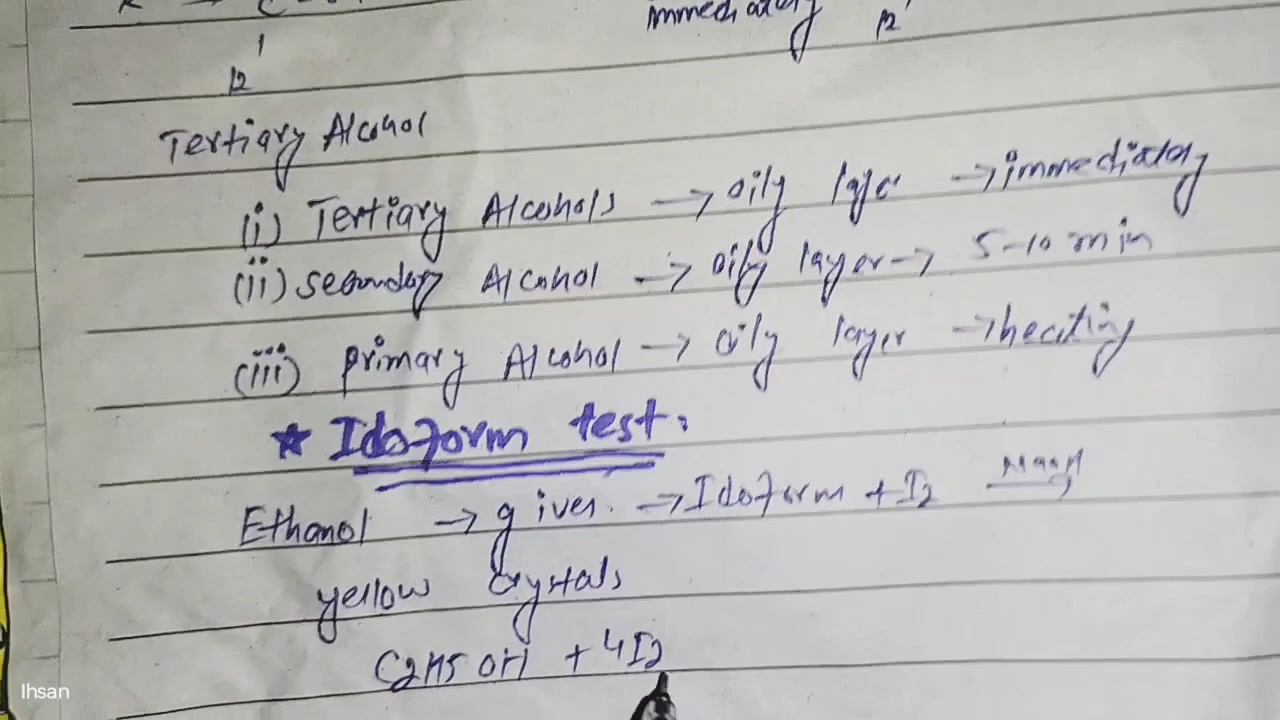 immediately
R
Tertiary Alcohol
(i) Tertiary Alcohols → oily layer → immediately
(ii) secondary Alcohol → oily layer → 5-10 min
(iii) primary Alcohol → oily layer → heating
★ Idoform test:
Ethanol → gives. → Idoform + I2 NaOH →
yellow crystals
C2H5OH + 4I2
Ihsan